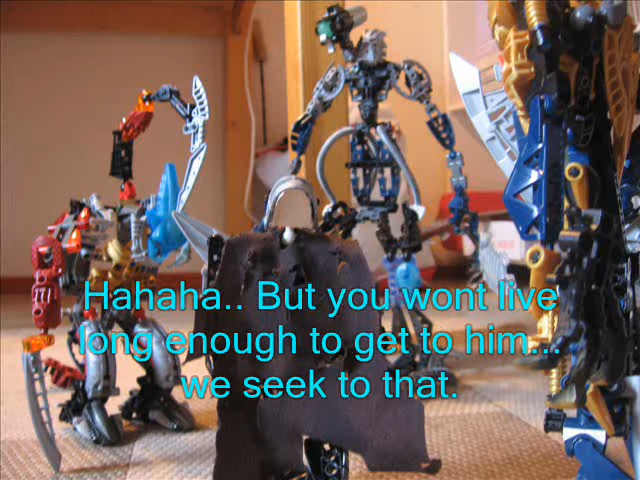 Hahaha.. But you wont live
long enough to get to him...
we seek to that.